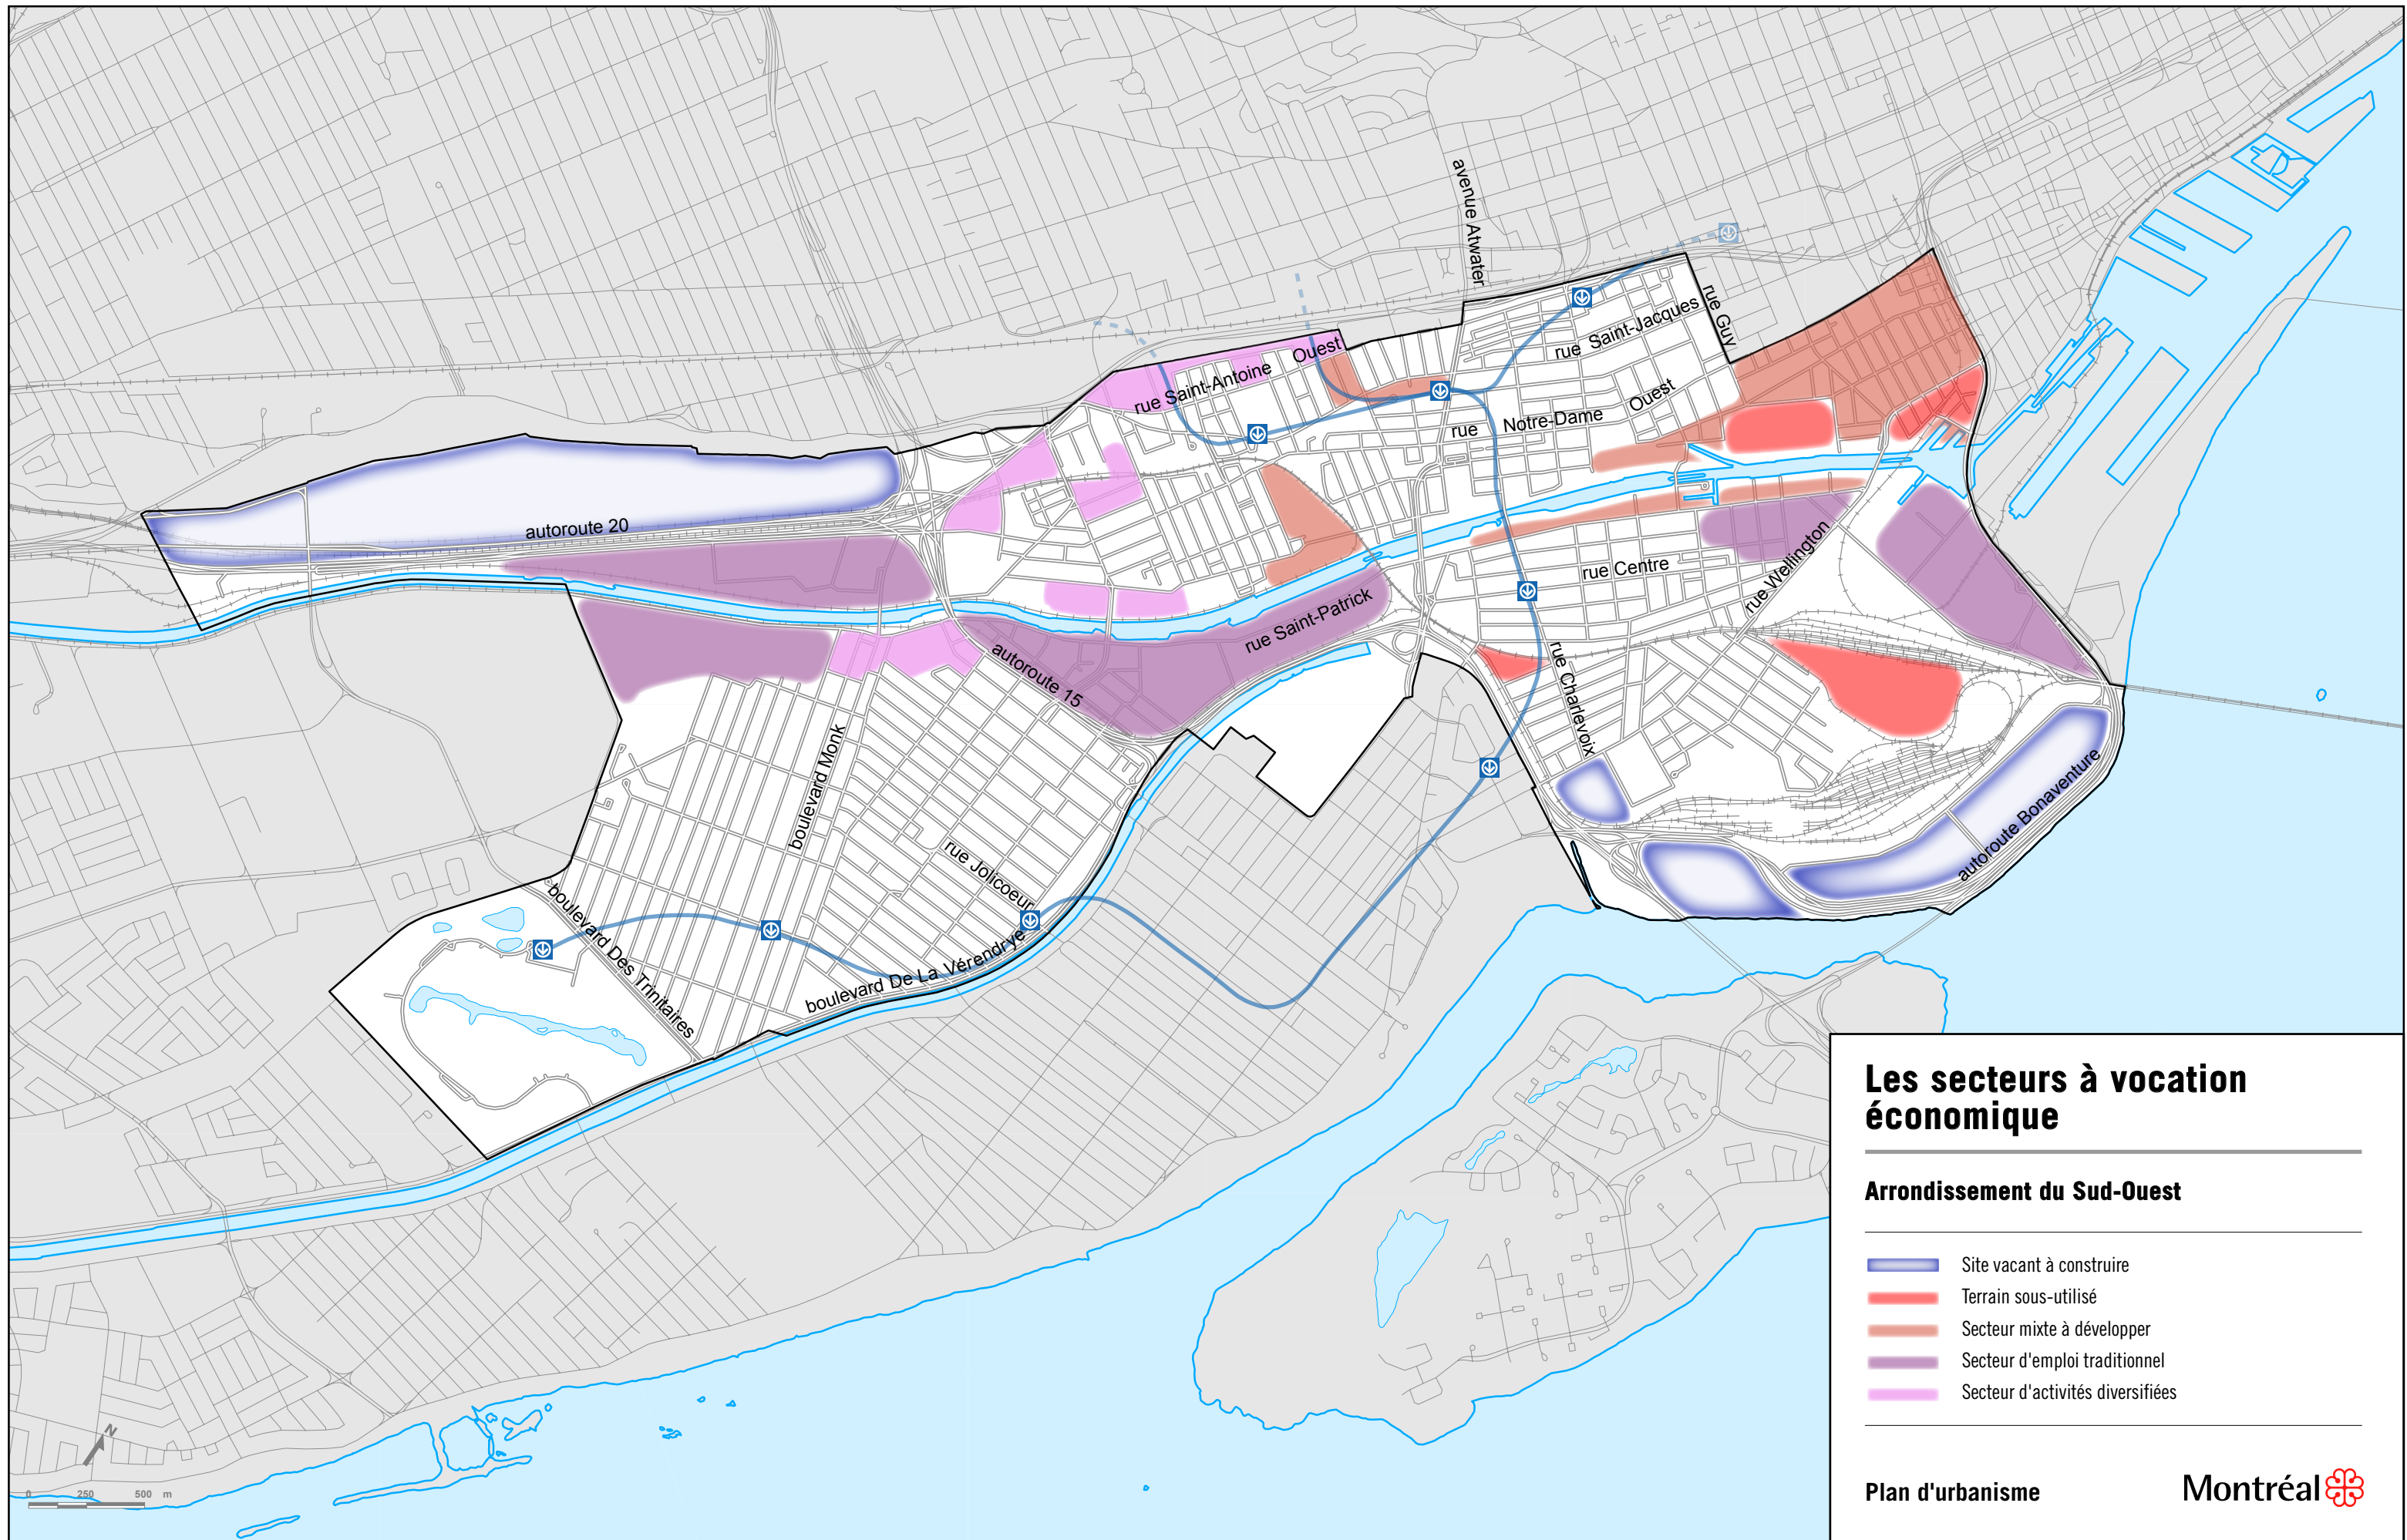 avenue Atwater
rue Guy
rue Saint-Jacques
rue Saint-Antoine Ouest
rue Notre-Dame Ouest
autoroute 20
rue Centre
rue Wellington
rue Saint-Patrick
autoroute 15
rue Charlevoix
boulevard Monk
autoroute Bonaventure
rue Jolicoeur
boulevard Des Trinitaires
boulevard De La Vérendrye
Les secteurs à vocation
économique
Arrondissement du Sud-Ouest
Site vacant à construire
Terrain sous-utilisé
Secteur mixte à développer
Secteur d'emploi traditionnel
Secteur d'activités diversifiées
Plan d'urbanisme
Montréal
N
0 250 500 m